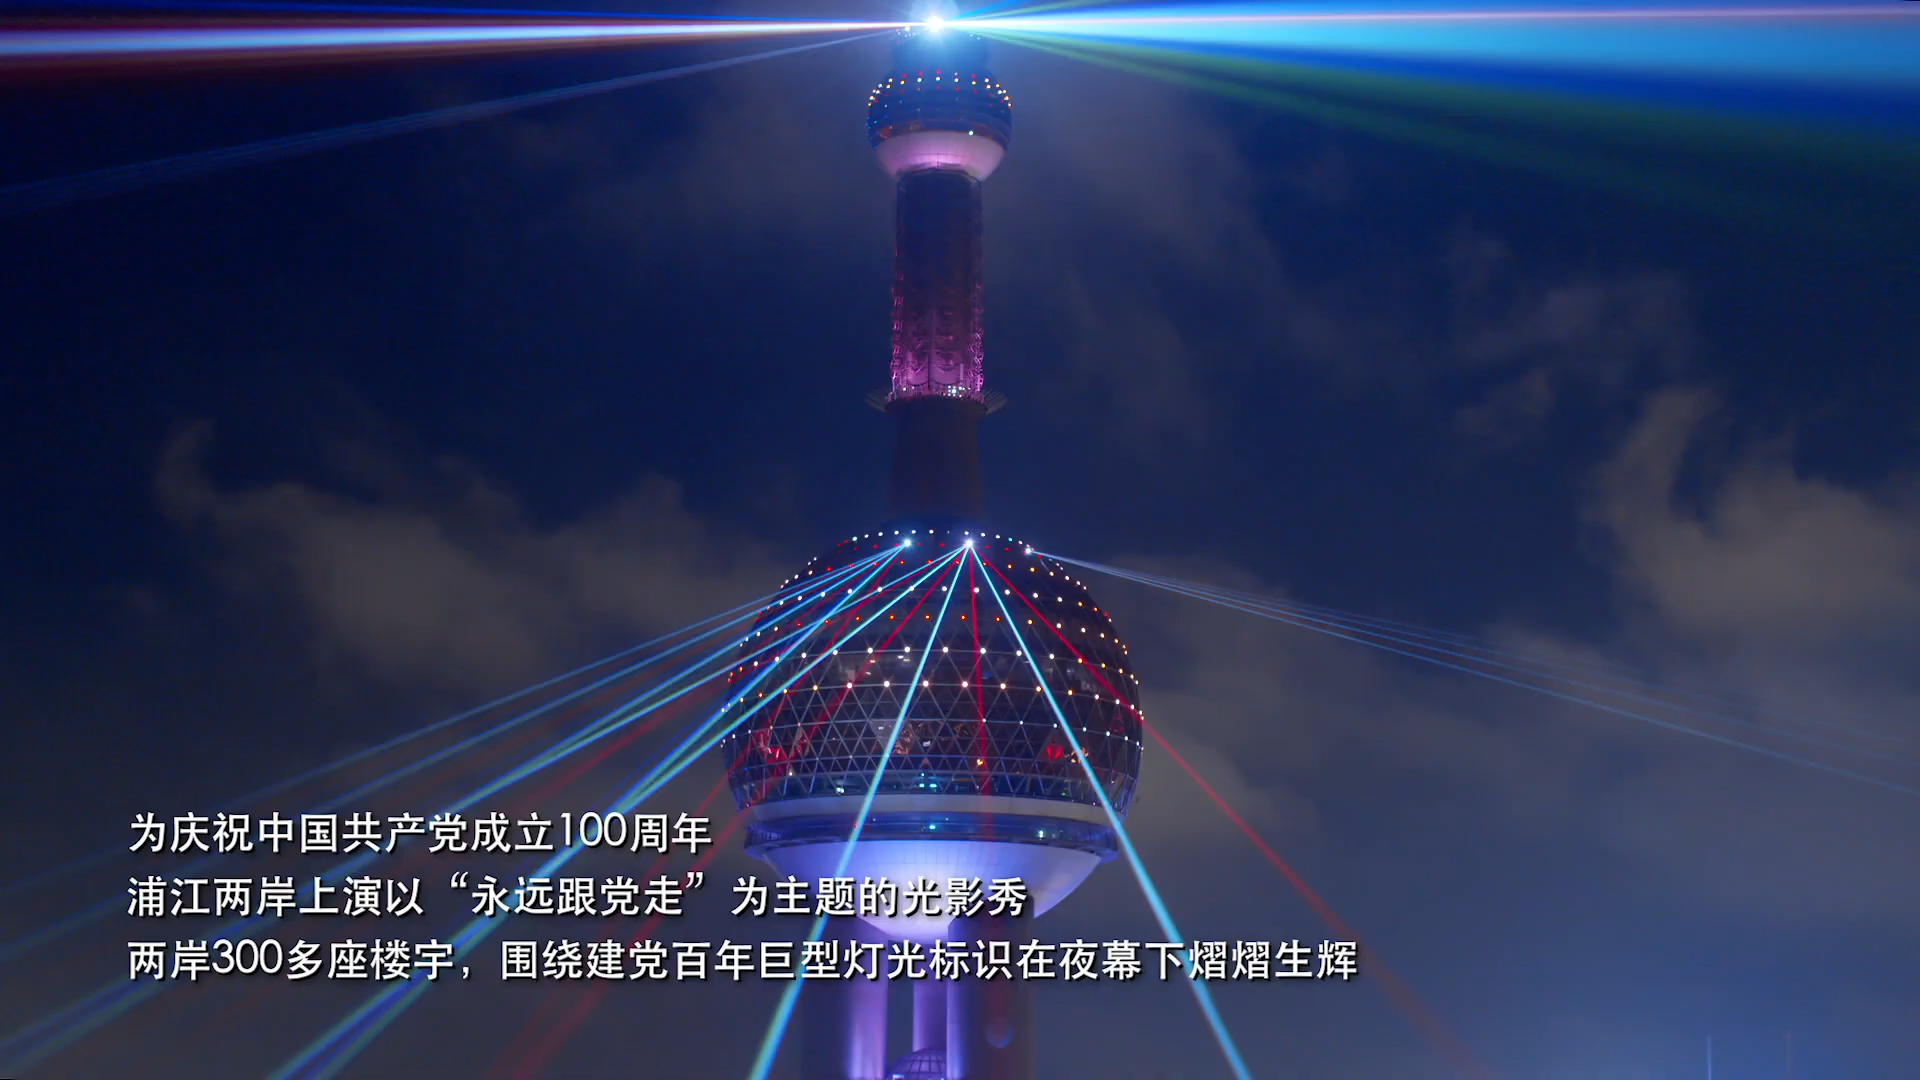 为庆祝中国共产党成立100周年
浦江两岸上演以“永远跟党走”为主题的光影秀
两岸300多座楼宇，围绕建党百年巨型灯光标识在夜幕下熠熠生辉